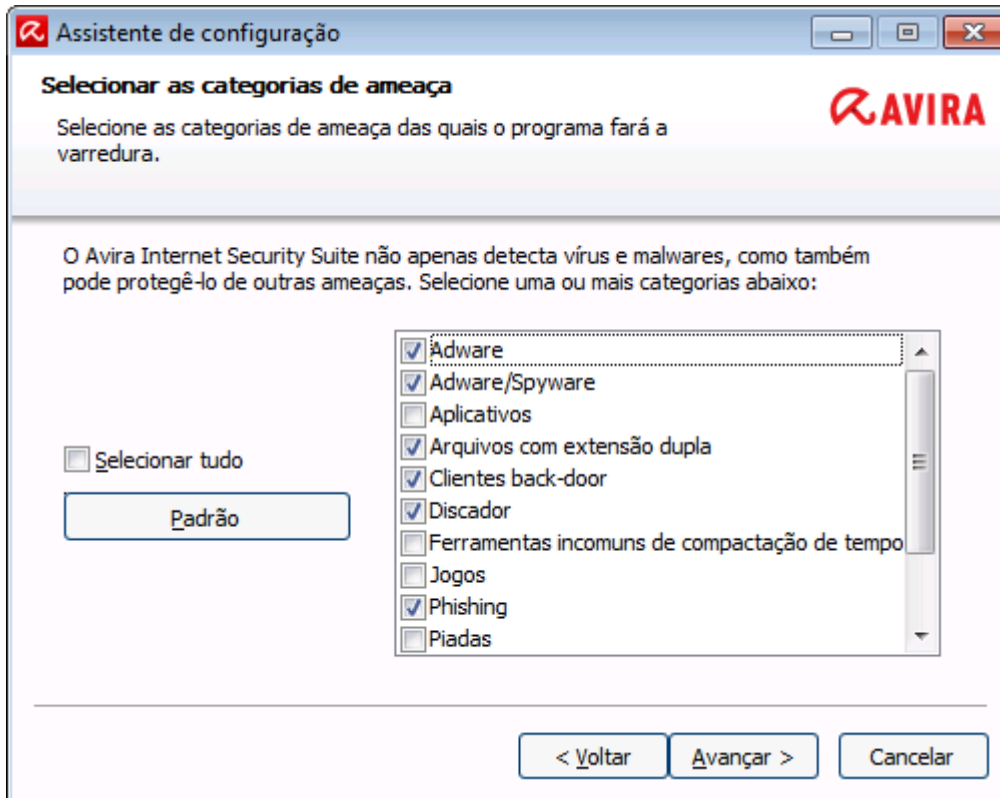 Assistente de configuração
Selecionar as categorias de ameaça
Selecione as categorias de ameaça das quais o programa fará a
varredura.
AVIRA
O Avira Internet Security Suite não apenas detecta vírus e malwares, como também
pode protegê-lo de outras ameaças. Selecione uma ou mais categorias abaixo:
Selecionar tudo
Padrão
Adware
Adware/Spyware
Aplicativos
Arquivos com extensão dupla
Clientes back-door
Discador
Ferramentas incomuns de compactação de tempo
Jogos
Phishing
Piadas
< Voltar
Avançar >
Cancelar